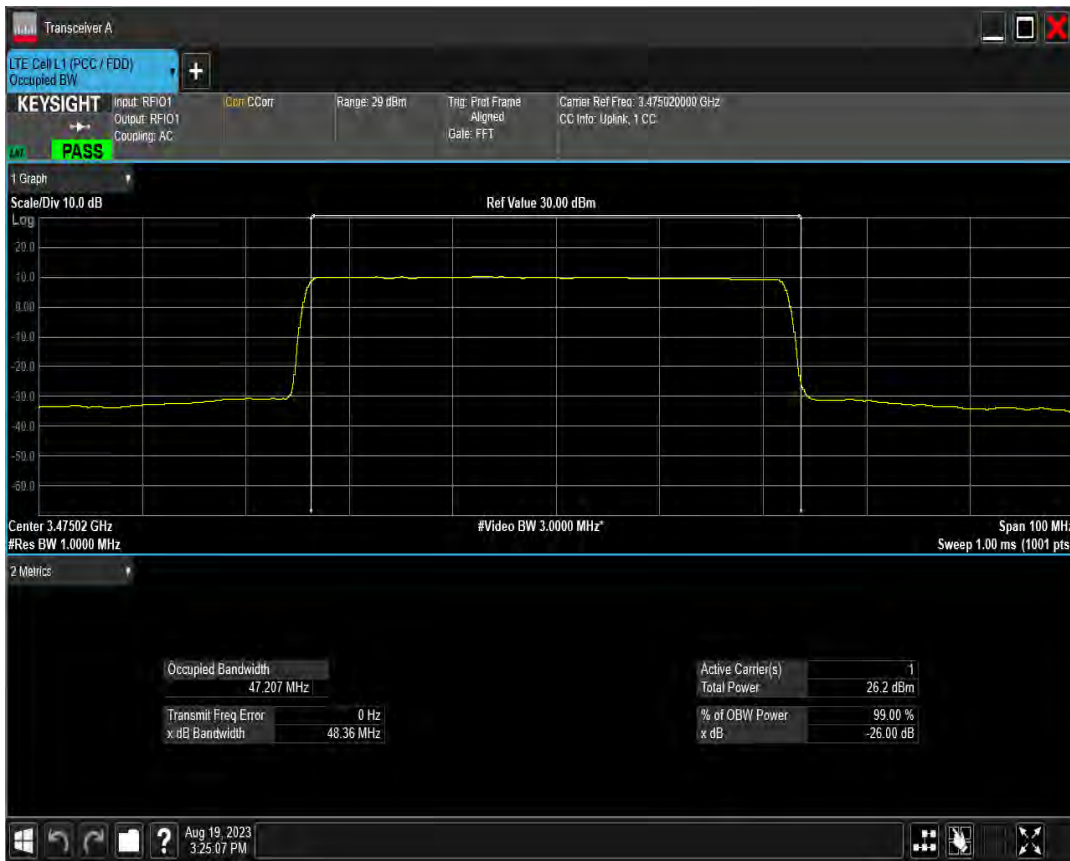 Transceiver A
LTE Cell L1 (PCC / FDD)
Occupied BW
+
KEYSIGHT
Input: RFIO1
Output: RFIO1
Coupling: AC
Corr CCorr
Range: 29 dBm
Trig: Prot Frame
Aligned
Gate: FFT
Carrier Ref Freq: 3.475020000 GHz
CC Info: Uplink, 1 CC
PASS
1 Graph
Scale/Div 10.0 dB
Ref Value 30.00 dBm
Log
20.0
10.0
0.00
-10.0
-20.0
-30.0
-40.0
-50.0
-60.0
Center 3.47502 GHz
#Video BW 3.0000 MHz*
Span 100 MHz
#Res BW 1.0000 MHz
Sweep 1.00 ms (1001 pts
2 Metrics
Occupied Bandwidth
47.207 MHz
Transmit Freq Error 0 Hz
x dB Bandwidth 48.36 MHz
Active Carrier(s) 1
Total Power 26.2 dBm
% of OBW Power 99.00 %
x dB -26.00 dB
?
Aug 19, 2023
3:25:07 PM